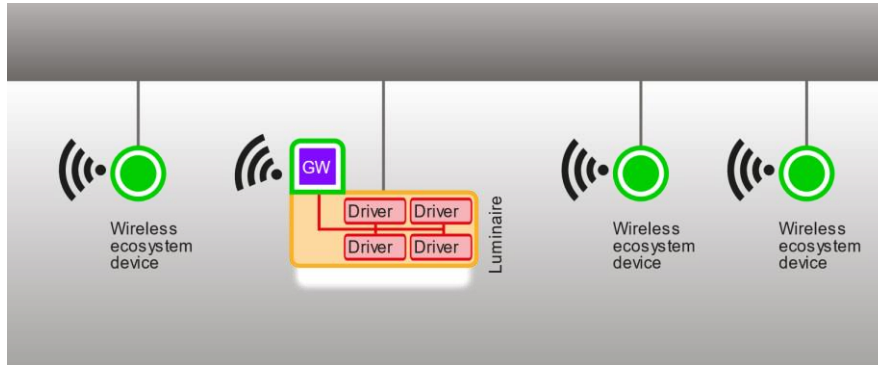 GW
Driver Driver
Driver Driver
Luminaire
Wireless
ecosystem
device
Wireless
ecosystem
device
Wireless
ecosystem
device